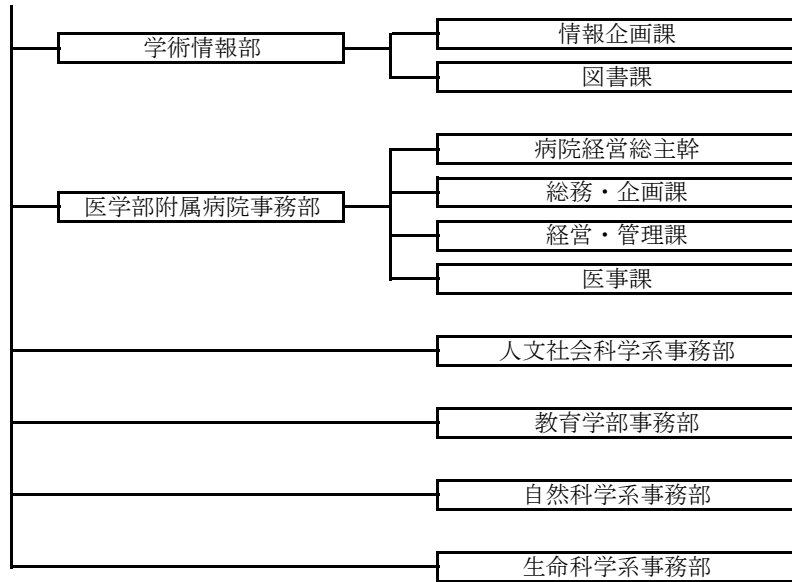 学術情報部
情報企画課
図書課
医学部附属病院事務部
病院経営総主幹
総務・企画課
経営・管理課
医事課
人文社会科学系事務部
教育学部事務部
自然科学系事務部
生命科学系事務部